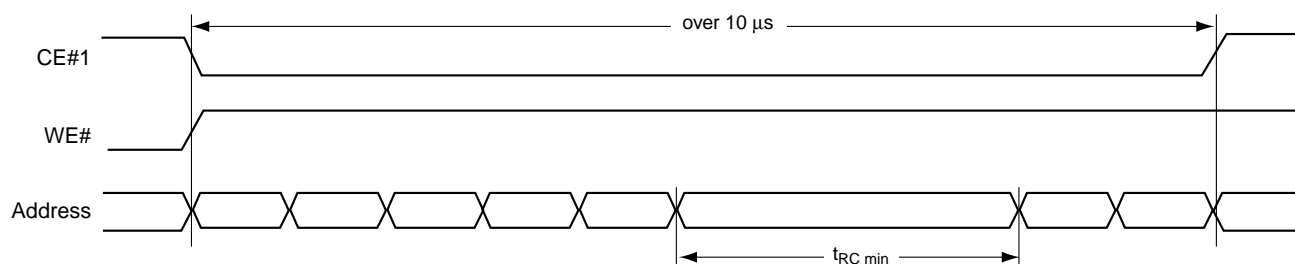 over 10 μs
CE#1
WE#
Address
tRC min